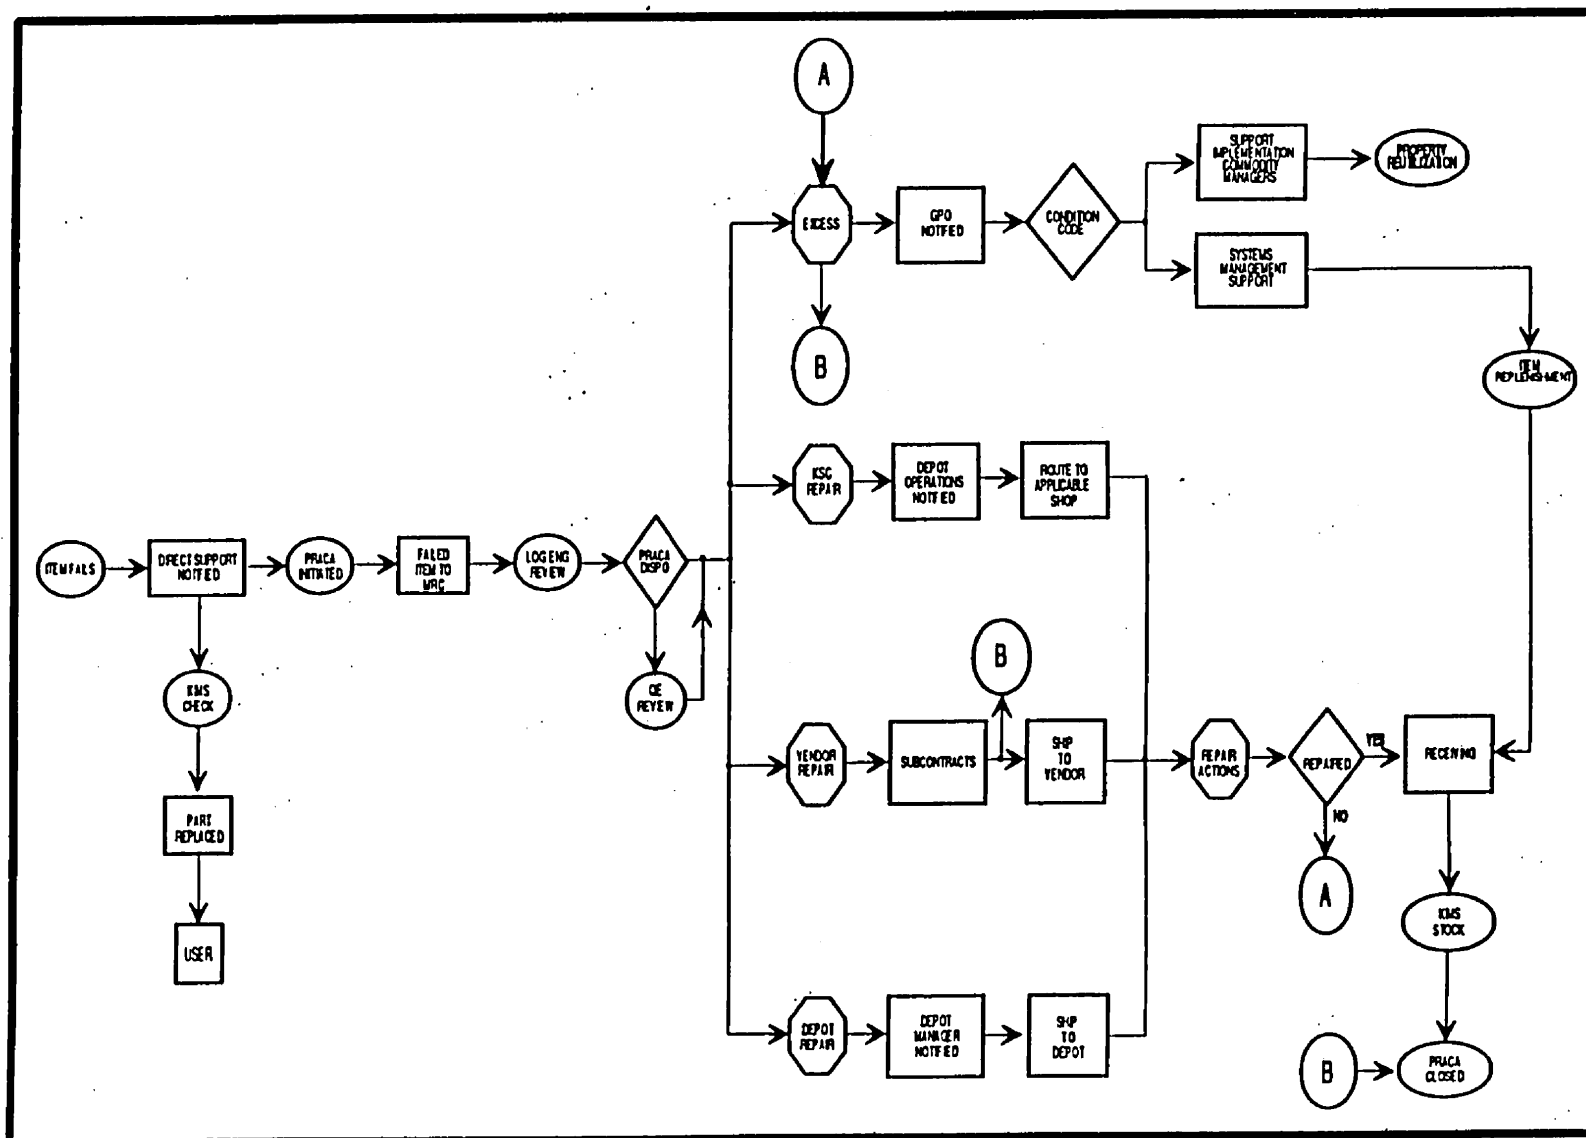 A
EXCESS
GPO
NOTIFIED
CONDITION
CODE
SUPPORT
IMPLEMENTATION
COMMODITY
MANAGERS
PROPERTY
REUTILIZATION
SYSTEMS
MANAGEMENT
SUPPORT
B
ITEM
REPLENISHMENT
KSC
REPAIR
DEPOT
OPERATIONS
NOTIFIED
ROUTE TO
APPLICABLE
SHOP
ITEM FAILS
DIRECT SUPPORT
NOTIFIED
PRACA
INITIATED
FAILED
ITEM TO
MRC
LOG ENG
REVIEW
PRACA
DISPO
KMS
CHECK
OE
REVIEW
B
VENDOR
REPAIR
SUBCONTRACTS
SHIP
TO
VENDOR
REPAIR
ACTIONS
REPAIRED
YES
RECEIVING
NO
PART
REPLACED
A
KMS
STOCK
USER
DEPOT
REPAIR
DEPOT
MANAGER
NOTIFIED
SHIP
TO
DEPOT
B
PRACA
CLOSED